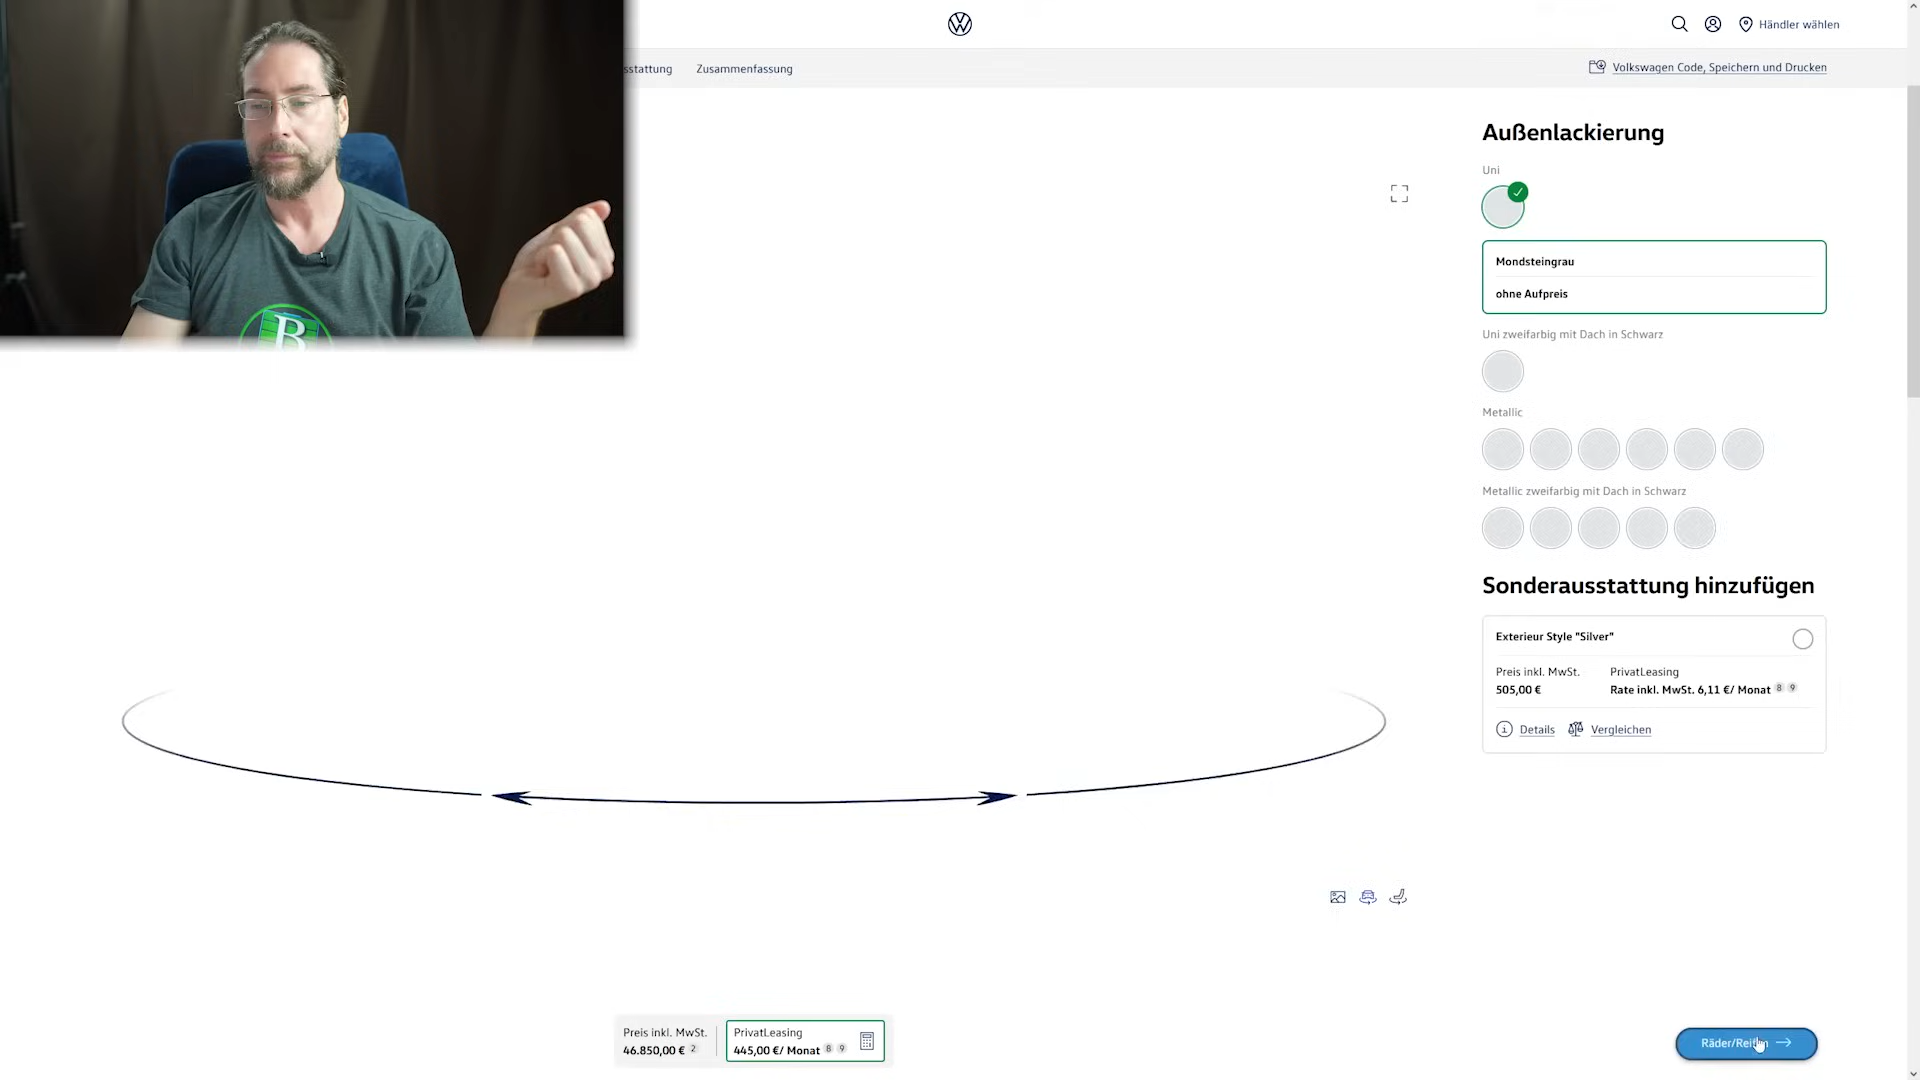 Händler wählen
sstattung
Zusammenfassung
Volkswagen Code, Speichern und Drucken
Außenlackierung
Uni
Mondsteingrau
ohne Aufpreis
Uni zweifarbig mit Dach in Schwarz
Metallic
Metallic zweifarbig mit Dach in Schwarz
Sonderausstattung hinzufügen
Exterieur Style "Silver"
Preis inkl. MwSt.
505,00 €
PrivatLeasing
Rate inkl. MwSt. 6,11 €/ Monat 8 9
Details
Vergleichen
B
Preis inkl. MwSt.
46.850,00 € 2
PrivatLeasing
445,00 €/ Monat 8 9
Räder/Reifen